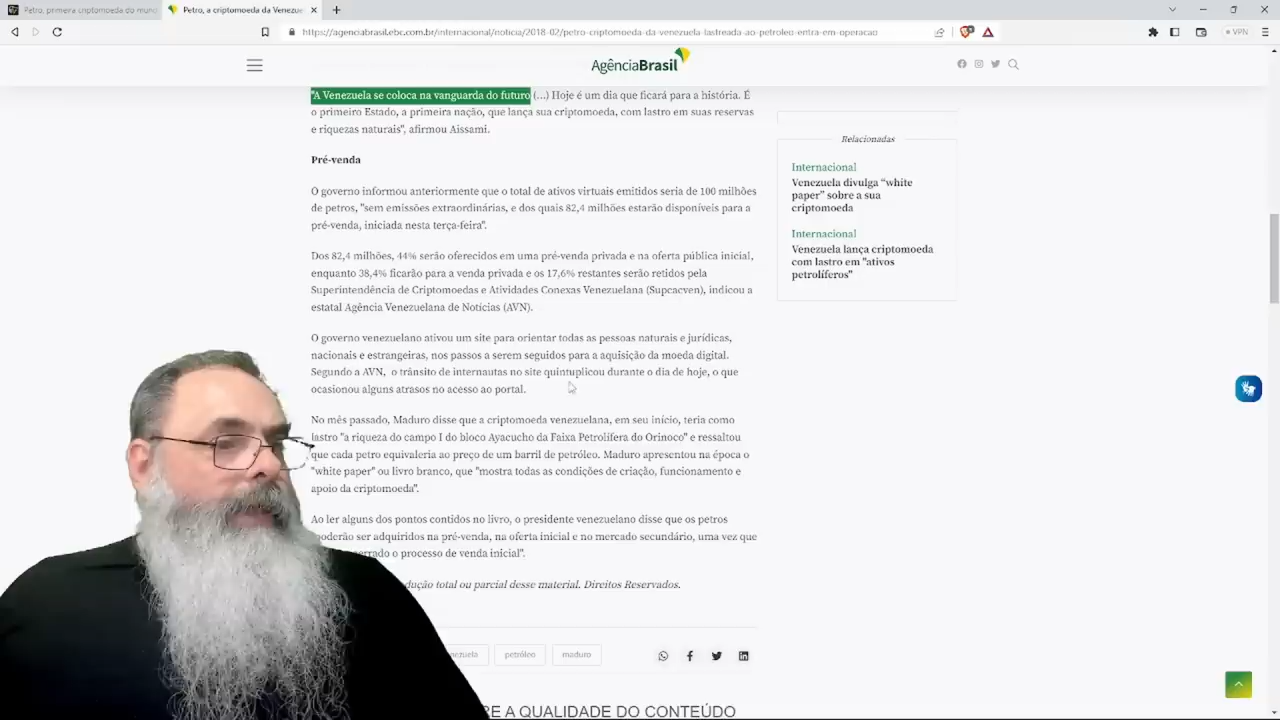 Petro, primeira criptomoeda do mund
Petro, a criptomoeda da Venezue
https://agenciabrasil.ebc.com.br/internacional/noticia/2018-02/petro-criptomoeda-da-venezuela-lastreada-ao-petroleo-entra-em-operacao
VPN
AgênciaBrasil
"A Venezuela se coloca na vanguarda do futuro (...) Hoje é um dia que ficará para a história. É
o primeiro Estado, a primeira nação, que lança sua criptomoeda, com lastro em suas reservas
e riquezas naturais", afirmou Aissami.
Pré-venda
O governo informou anteriormente que o total de ativos virtuais emitidos seria de 100 milhões
de petros, "sem emissões extraordinárias, e dos quais 82,4 milhões estarão disponíveis para a
pré-venda, iniciada nesta terça-feira".
Dos 82,4 milhões, 44% serão oferecidos em uma pré-venda privada e na oferta pública inicial,
enquanto 38,4% ficarão para a venda privada e os 17,6% restantes serão retidos pela
Superintendência de Criptomoedas e Atividades Conexas Venezuelana (Supcacven), indicou a
estatal Agência Venezuelana de Notícias (AVN).
O governo venezuelano ativou um site para orientar todas as pessoas naturais e jurídicas,
nacionais e estrangeiras, nos passos a serem seguidos para a aquisição da moeda digital.
Segundo a AVN, o trânsito de internautas no site quintuplicou durante o dia de hoje, o que
ocasionou alguns atrasos no acesso ao portal.
No mês passado, Maduro disse que a criptomoeda venezuelana, em seu início, teria como
lastro "a riqueza do campo I do bloco Ayacucho da Faixa Petrolífera do Orinoco" e ressaltou
que cada petro equivaleria ao preço de um barril de petróleo. Maduro apresentou na época o
"white paper" ou livro branco, que "mostra todas as condições de criação, funcionamento e
apoio da criptomoeda".
Ao ler alguns dos pontos contidos no livro, o presidente venezuelano disse que os petros
poderão ser adquiridos na pré-venda, na oferta inicial e no mercado secundário, uma vez que
o processo de venda inicial".
total ou parcial desse material. Direitos Reservados.
petróleo
maduro
RE A QUALIDADE DO CONTEÚDO
Relacionadas
Internacional
Venezuela divulga “white
paper” sobre a sua
criptomoeda
Internacional
Venezuela lança criptomoeda
com lastro em "ativos
petrolíferos"